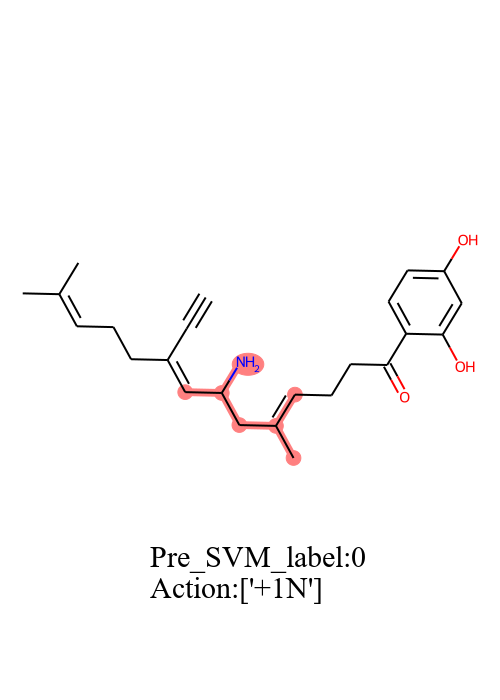 OH
NH2
OH
O
Pre_SVM_label:0
Action:['+1N']